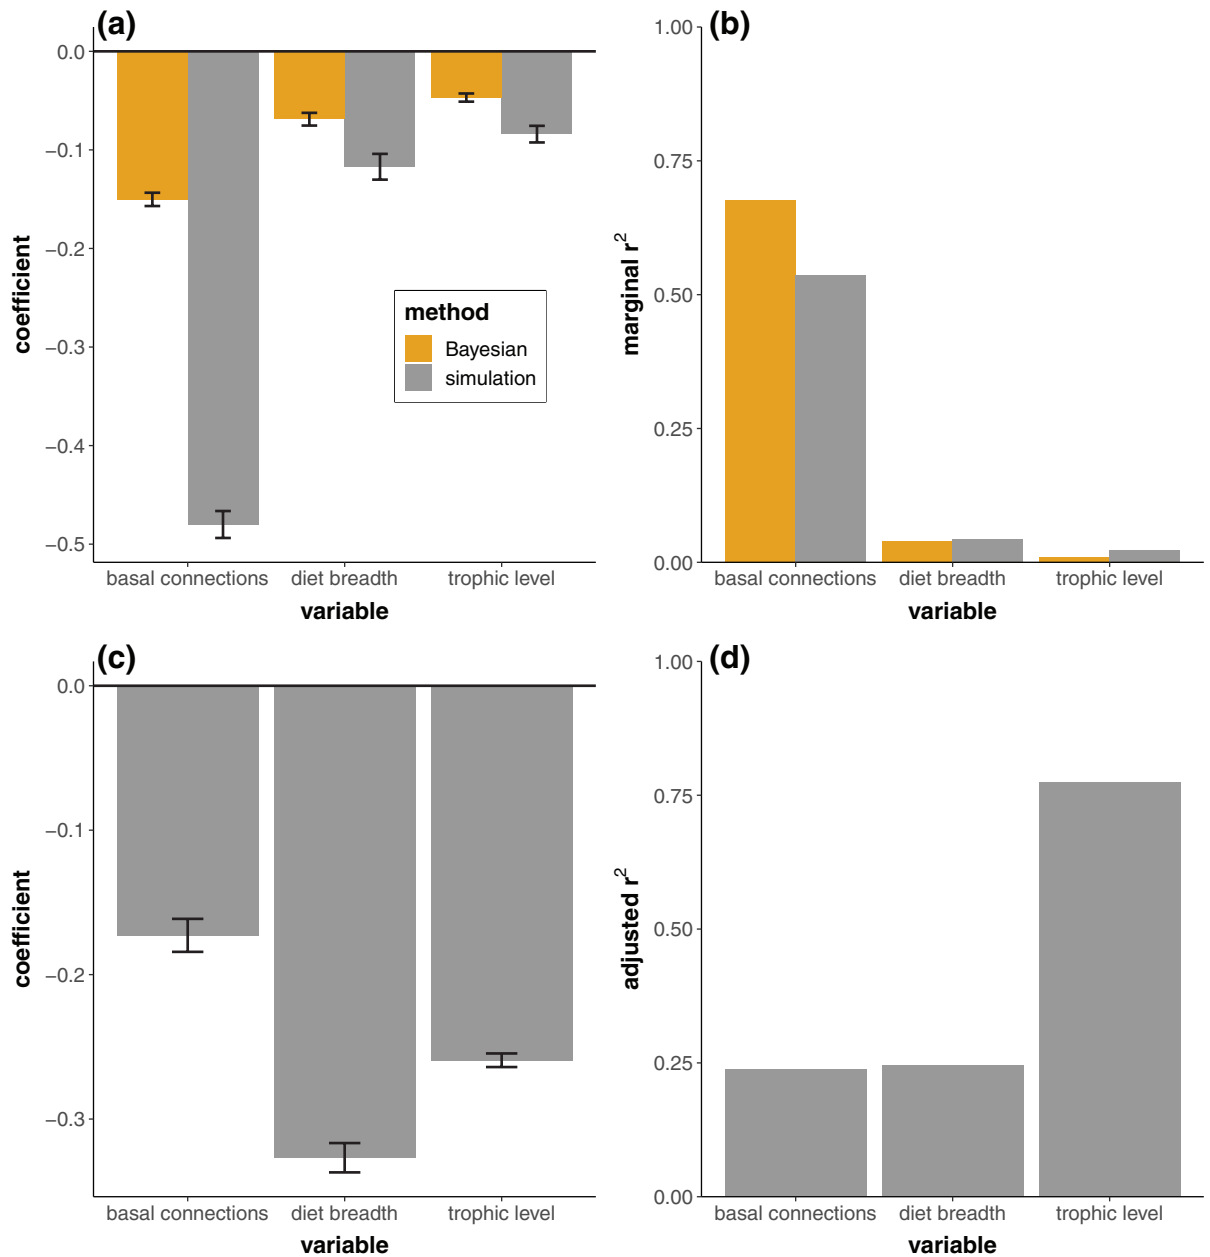 (a)
0.0
−0.1
−0.2
−0.3
−0.4
−0.5
coefficient
method
Bayesian
simulation
basal connections diet breadth trophic level
variable
(b)
1.00
0.75
0.50
0.25
0.00
marginal r²
basal connections diet breadth trophic level
variable
(c)
0.0
−0.1
−0.2
−0.3
coefficient
basal connections diet breadth trophic level
variable
(d)
1.00
0.75
0.50
0.25
0.00
adjusted r²
basal connections diet breadth trophic level
variable